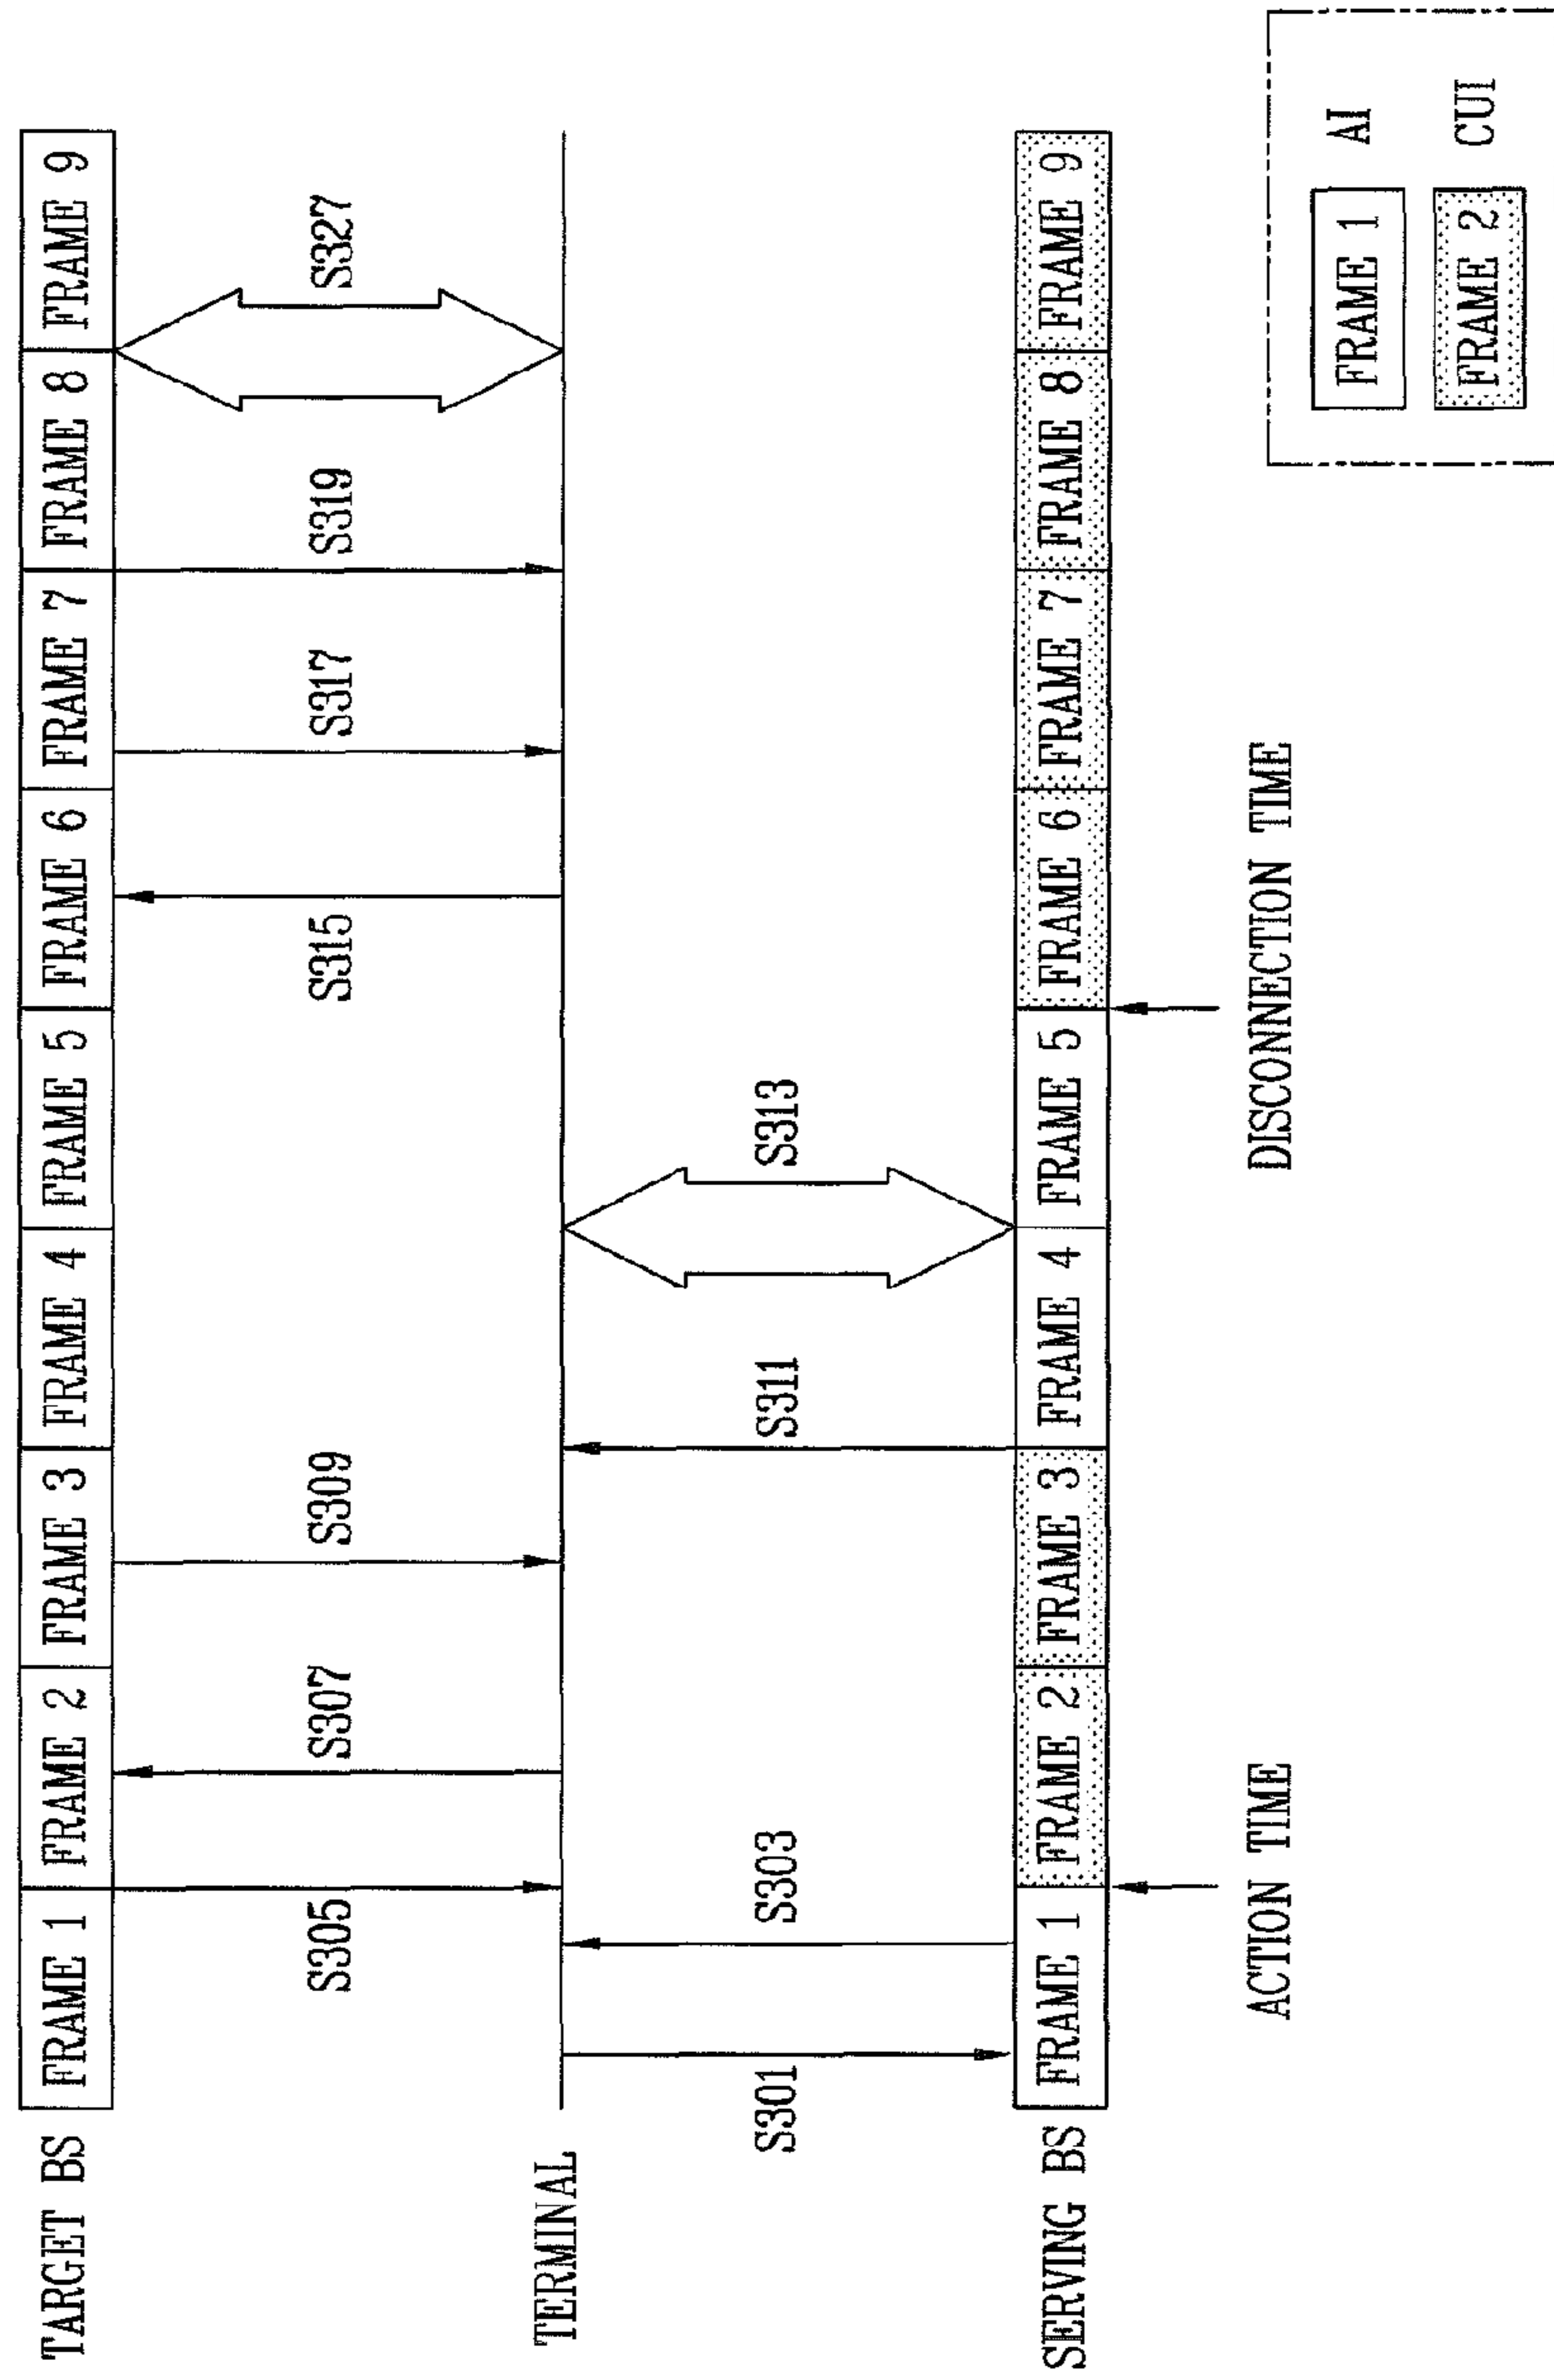 TARGET BS
FRAME 1
FRAME 2
FRAME 3
FRAME 4
FRAME 5
FRAME 6
FRAME 7
FRAME 8
FRAME 9
S305
S307
S309
S315
S317
S319
S327
TERMINAL
S301
S303
S311
S313
SERVING BS
FRAME 1
FRAME 2
FRAME 3
FRAME 4
FRAME 5
FRAME 6
FRAME 7
FRAME 8
FRAME 9
ACTION TIME
DISCONNECTION TIME
FRAME 1 AI
FRAME 2 CUI